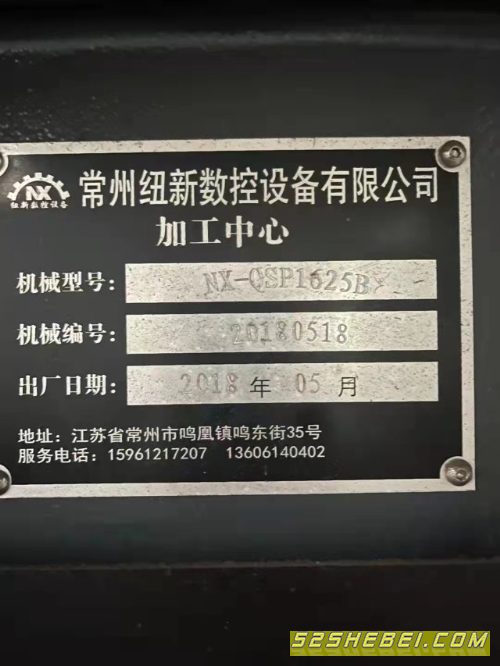 NX
纽新数控设备
常州纽新数控设备有限公司
加工中心
机械型号: NX-CSP1625B
机械编号: 20180518
出厂日期: 2018 年 05 月
地址: 江苏省常州市鸣凰镇鸣东街35号
服务电话: 15961217207 13606140402
52SHEBEI.COM